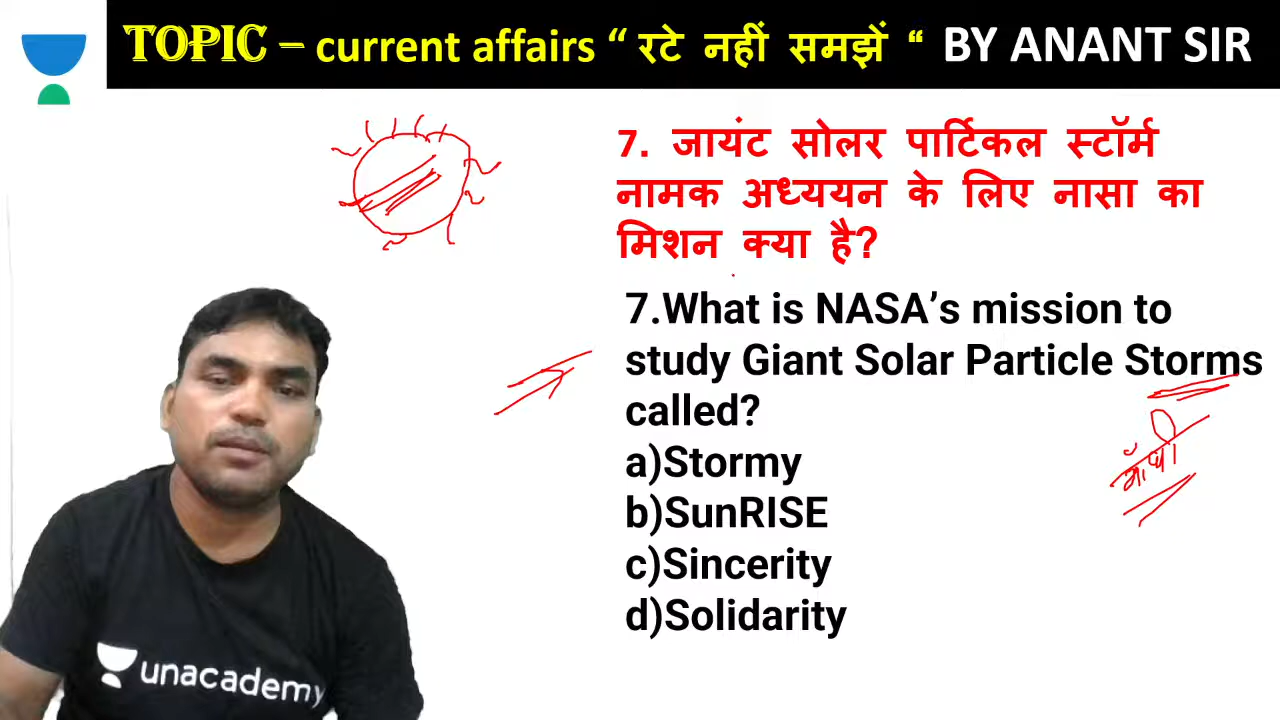 TOPIC – current affairs “ रटे नहीं समझें “ BY ANANT SIR
7. जायंट सोलर पार्टिकल स्टॉर्म
नामक अध्ययन के लिए नासा का
मिशन क्या है?
7.What is NASA’s mission to
study Giant Solar Particle Storms
called?
a)Stormy
b)SunRISE
c)Sincerity
d)Solidarity
unacademy